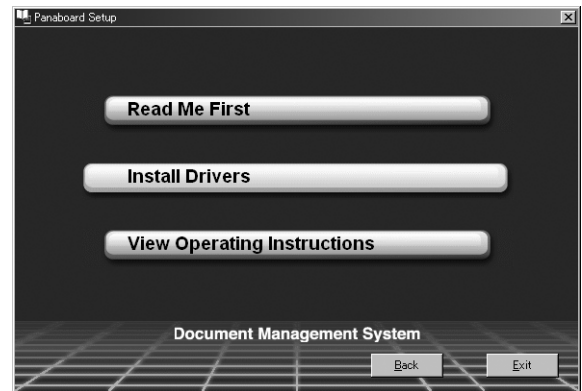 Panaboard Setup
Read Me First
Install Drivers
View Operating Instructions
Document Management System
Back
Exit